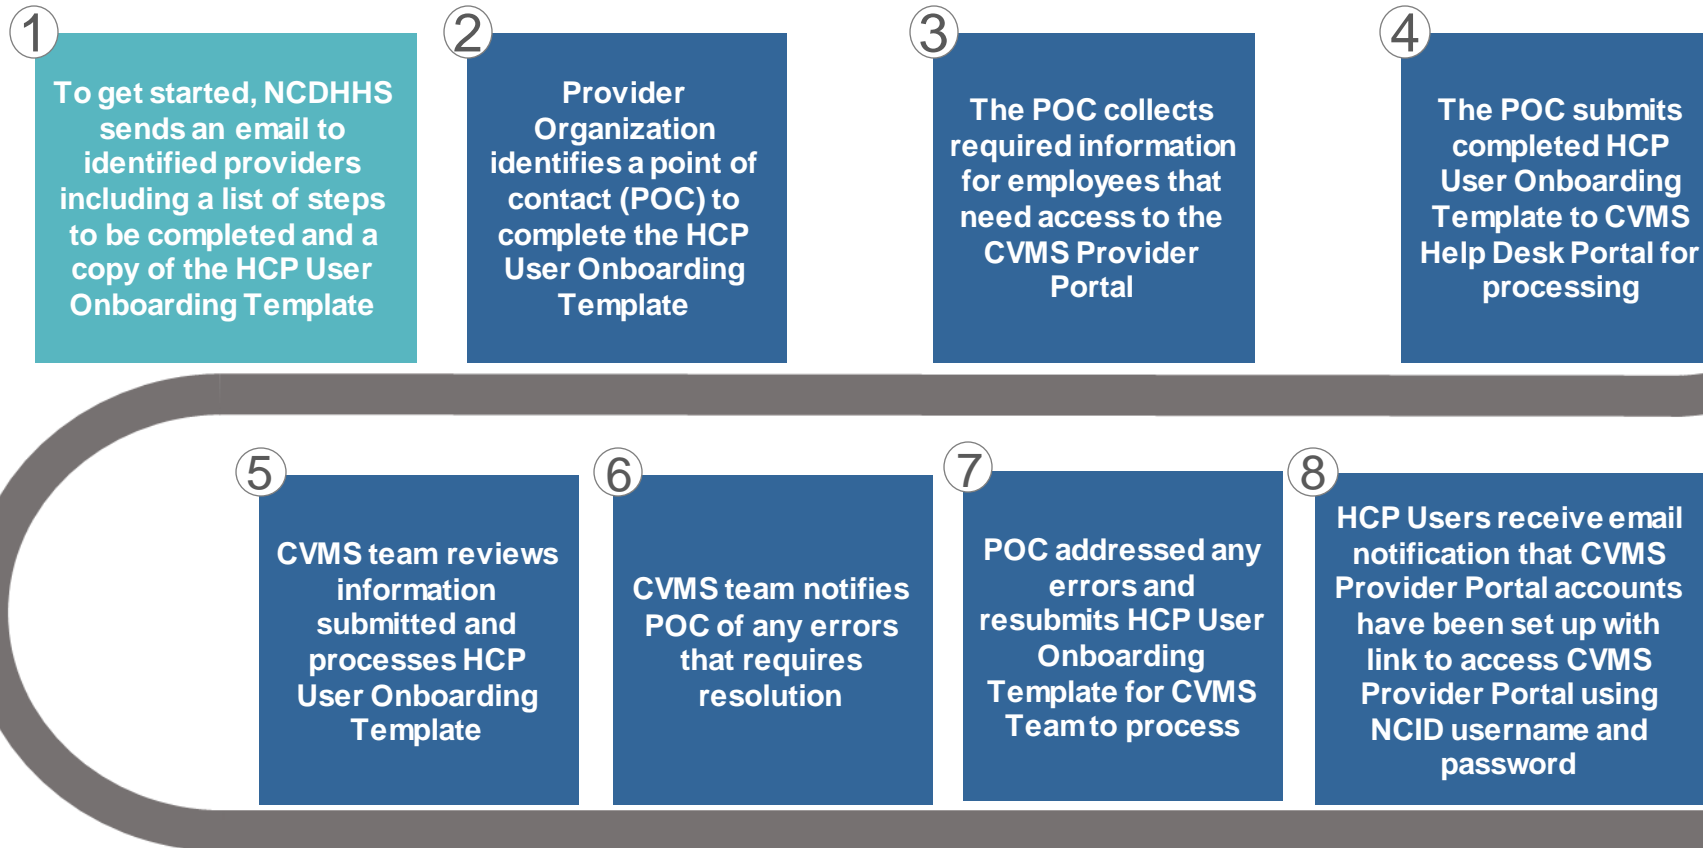 1
To get started, NCDHHS
sends an email to
identified providers
including a list of steps
to be completed and a
copy of the HCP User
Onboarding Template
2
Provider
Organization
identifies a point of
contact (POC) to
complete the HCP
User Onboarding
Template
3
The POC collects
required information
for employees that
need access to the
CVMS Provider
Portal
4
The POC submits
completed HCP
User Onboarding
Template to CVMS
Help Desk Portal for
processing
5
CVMS team reviews
information
submitted and
processes HCP
User Onboarding
Template
6
CVMS team notifies
POC of any errors
that requires
resolution
7
POC addressed any
errors and
resubmits HCP User
Onboarding
Template for CVMS
Team to process
8
HCP Users receive email
notification that CVMS
Provider Portal accounts
have been set up with
link to access CVMS
Provider Portal using
NCID username and
password